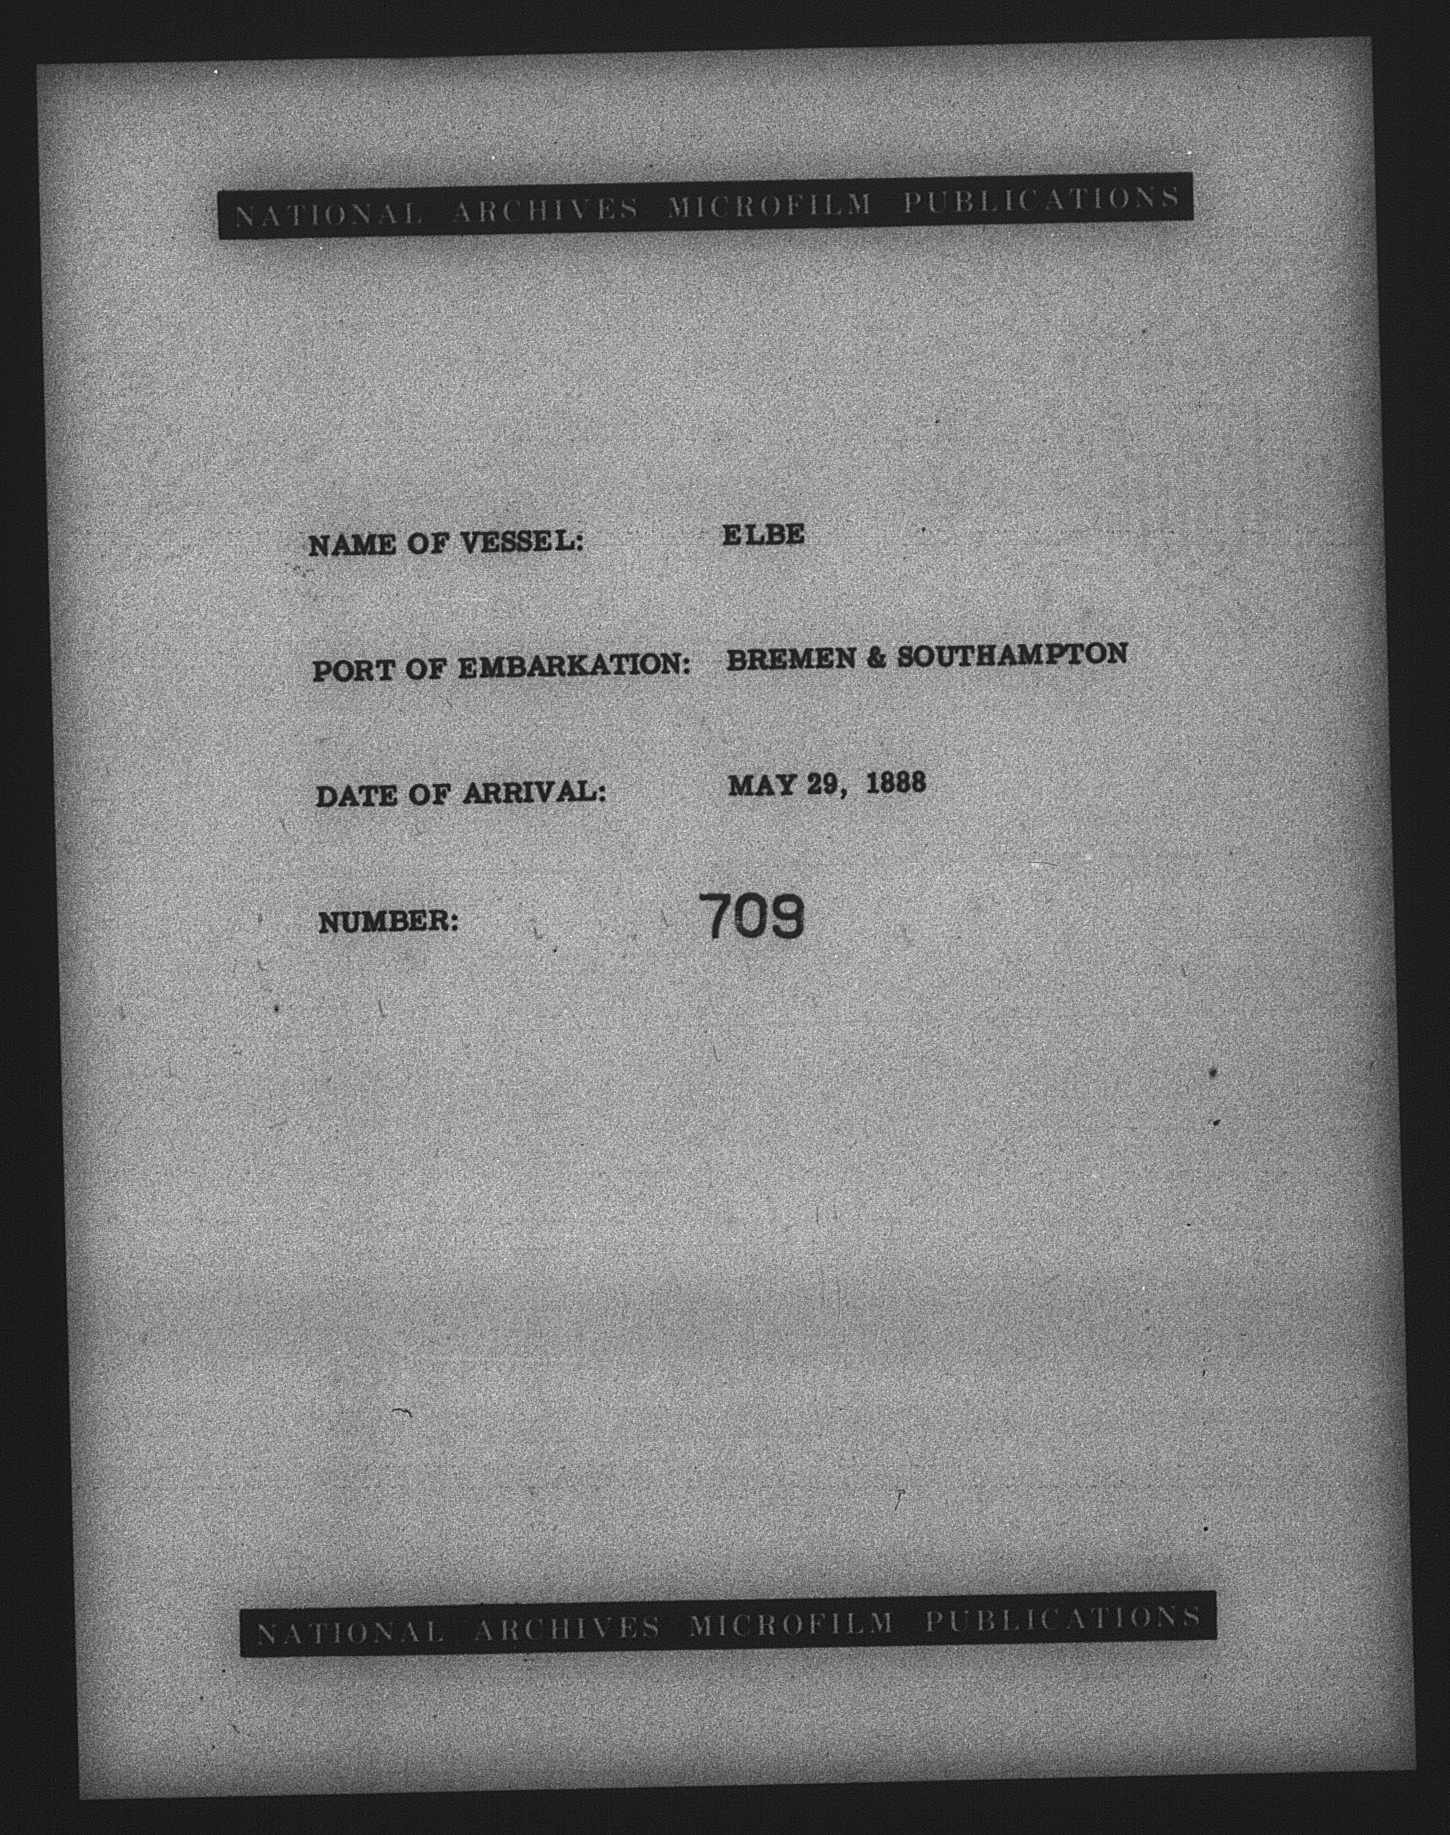 NATIONAL ARCHIVES MICROFILM PUBLICATIONS
NAME OF VESSEL: ELBE
PORT OF EMBARKATION: BREMEN & SOUTHAMPTON
DATE OF ARRIVAL: MAY 29, 1888
NUMBER: 709
NATIONAL ARCHIVES MICROFILM PUBLICATIONS